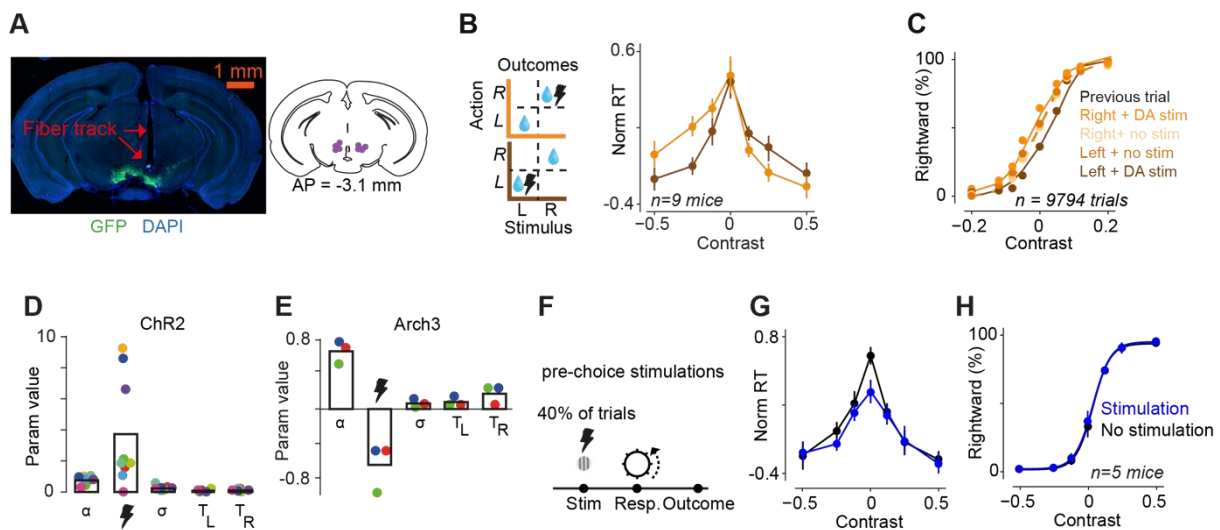 A
1 mm
Fiber track
GFP DAPI
AP = -3.1 mm
B
Outcomes
Action
R
L
R
L
L R
Stimulus
Norm RT
0.6
-0.4
n=9 mice
−0.5 0 0.5
Contrast
C
Rightward (%)
100
0
Previous trial
Right + DA stim
Right+ no stim
Left + no stim
Left + DA stim
n = 9794 trials
−0.2 0 0.2
Contrast
D
ChR2
Param value
10
0
α σ T_L T_R
E
Arch3
Param value
0.8
-0.8
α σ T_L T_R
F
pre-choice stimulations
40% of trials
Stim Resp. Outcome
G
Norm RT
0.8
-0.4
−0.5 0 0.5
Contrast
H
Rightward (%)
100
0
Stimulation
No stimulation
n=5 mice
−0.5 0 0.5
Contrast